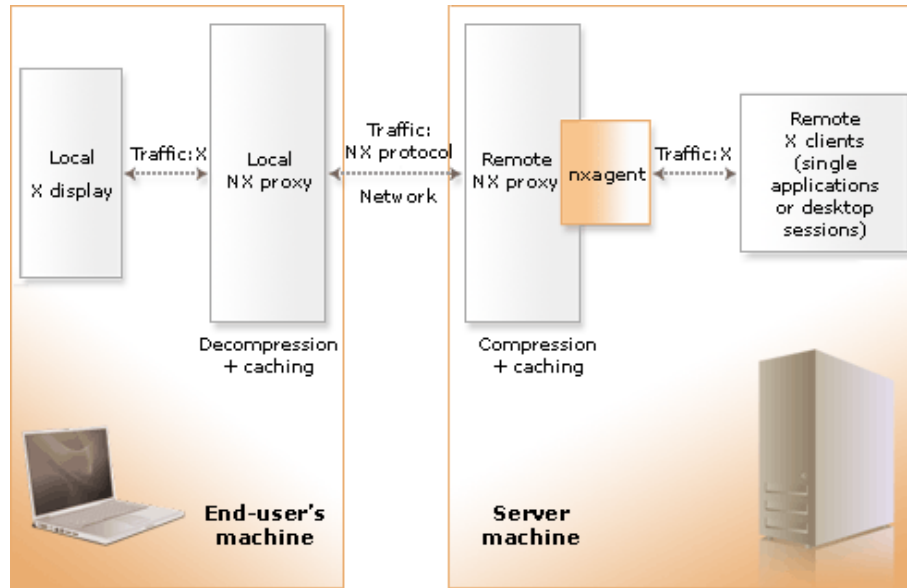 Local
X display
Traffic: X
Local
NX proxy
Decompression
+ caching
Traffic:
NX protocol
Network
Remote
NX proxy
Compression
+ caching
nxagent
Traffic: X
Remote
X clients
(single
applications
or desktop
sessions)
End-user's
machine
Server
machine